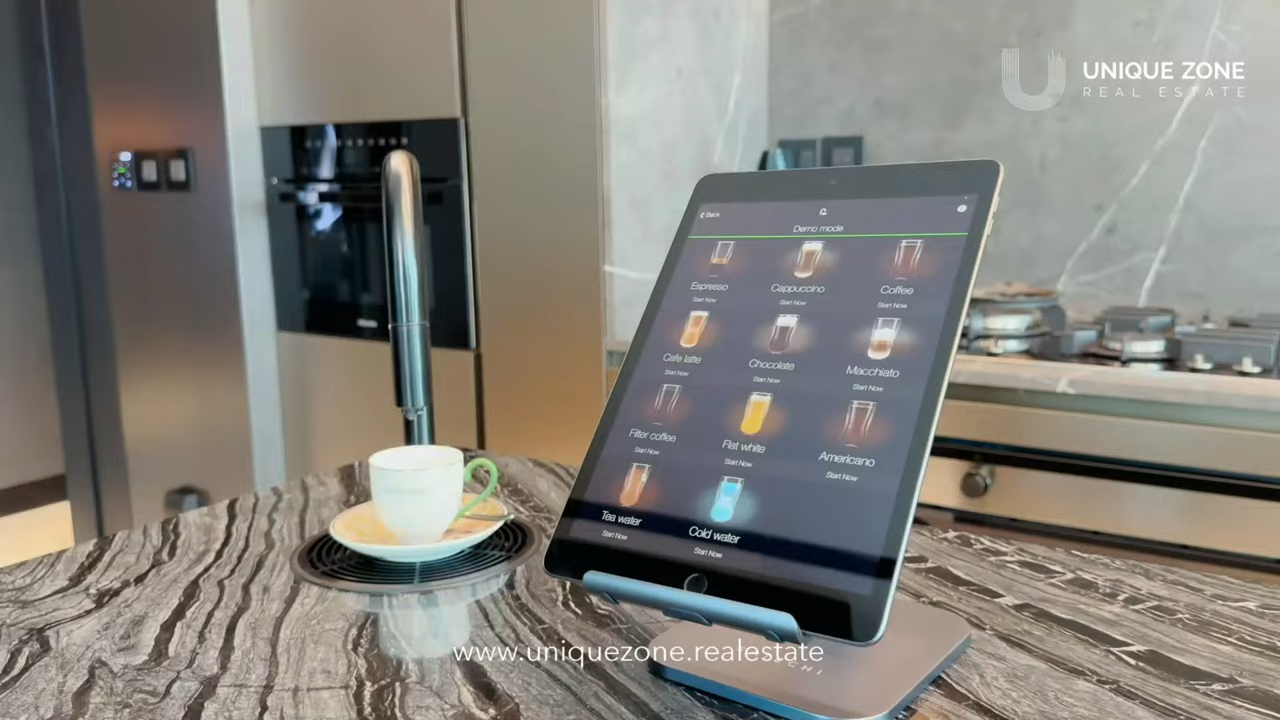 UNIQUE ZONE
REAL ESTATE
Back
Demo mode
Espresso
Start Now
Cappuccino
Start Now
Coffee
Start Now
Cafe latte
Start Now
Chocolate
Start Now
Macchiato
Start Now
Filter coffee
Start Now
Flat white
Start Now
Americano
Start Now
Tea water
Start Now
Cold water
Start Now
www.uniquezone.realestate